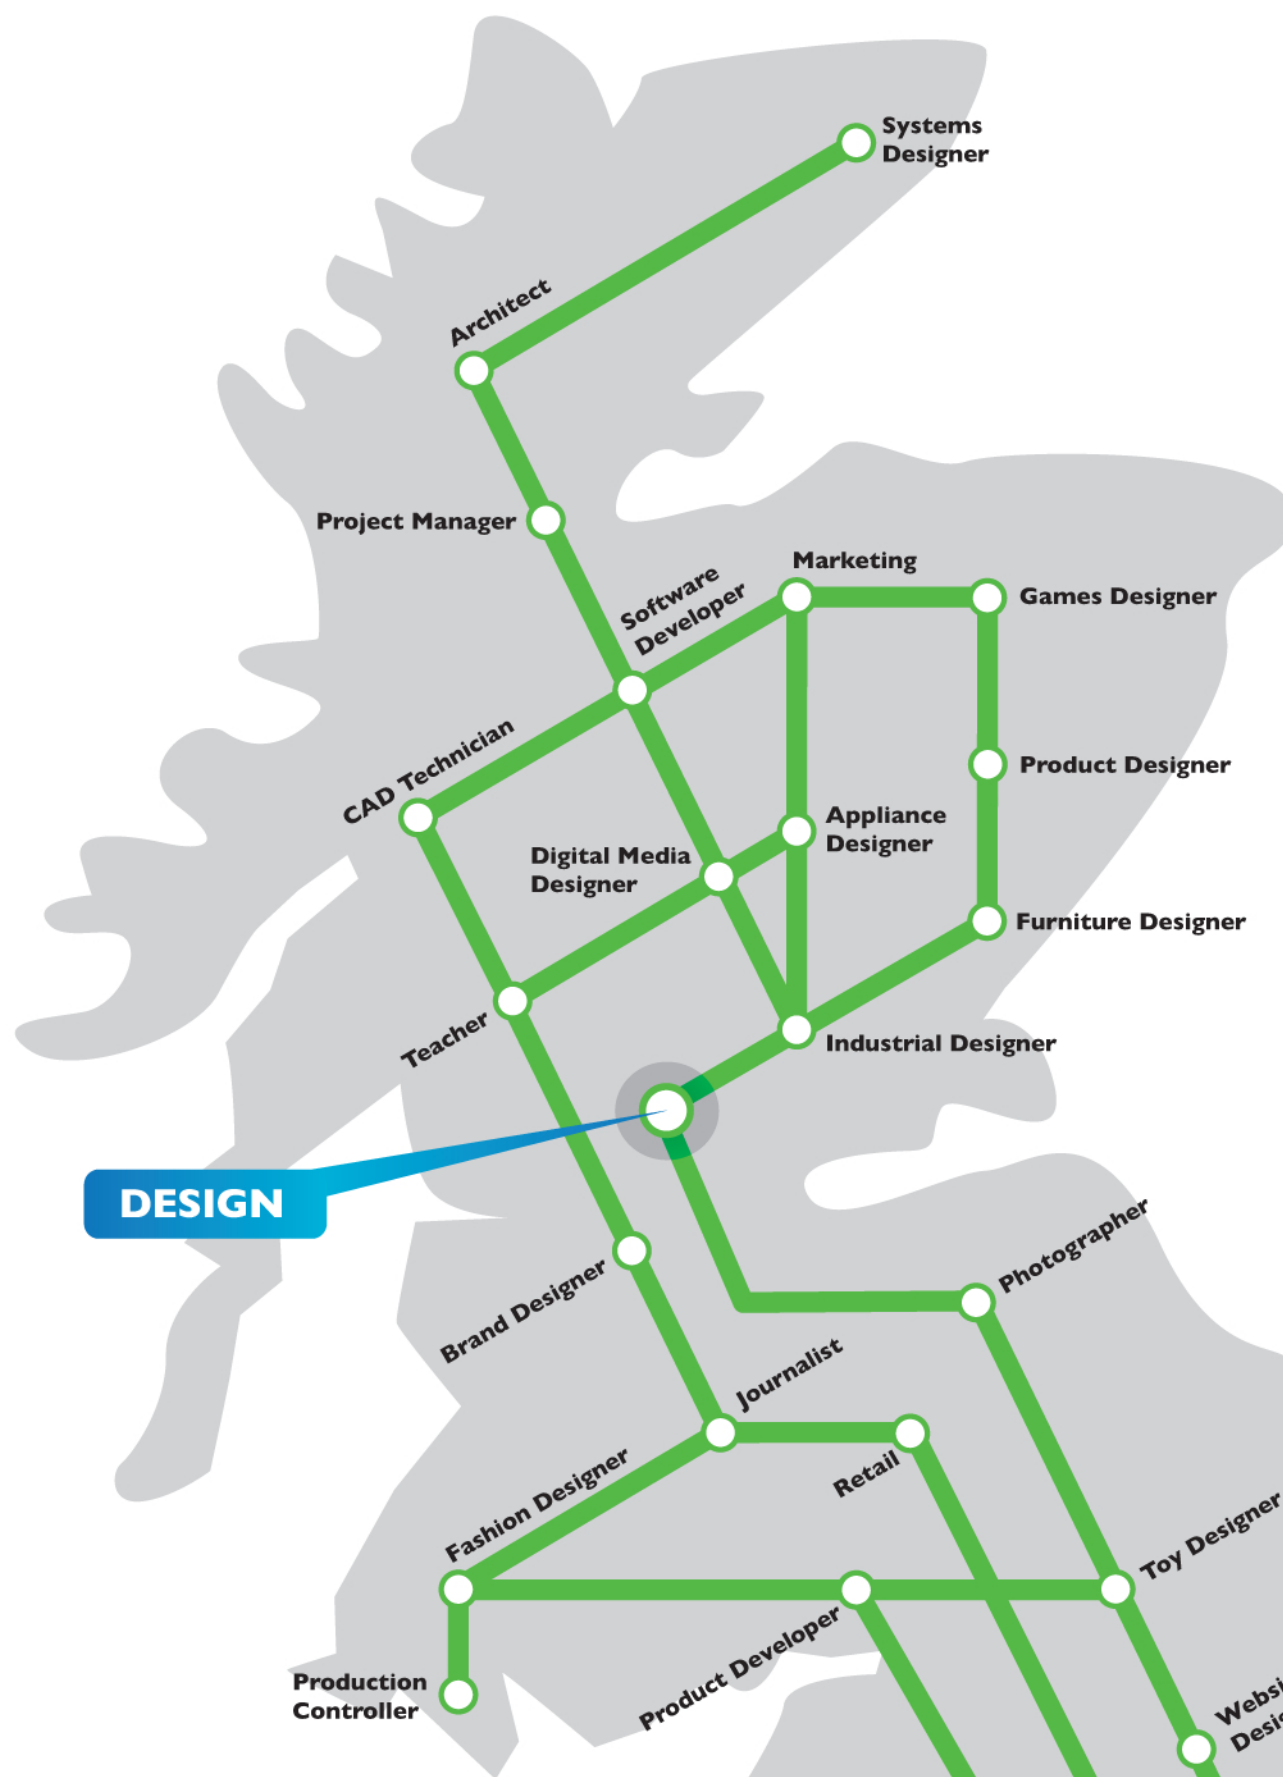 Systems
Designer
Architect
Project Manager
Marketing
Software
Developer
Games Designer
CAD Technician
Product Designer
Appliance
Designer
Digital Media
Designer
Furniture Designer
Teacher
Industrial Designer
DESIGN
Photographer
Brand Designer
Journalist
Retail
Fashion Designer
Toy Designer
Product Developer
Production
Controller